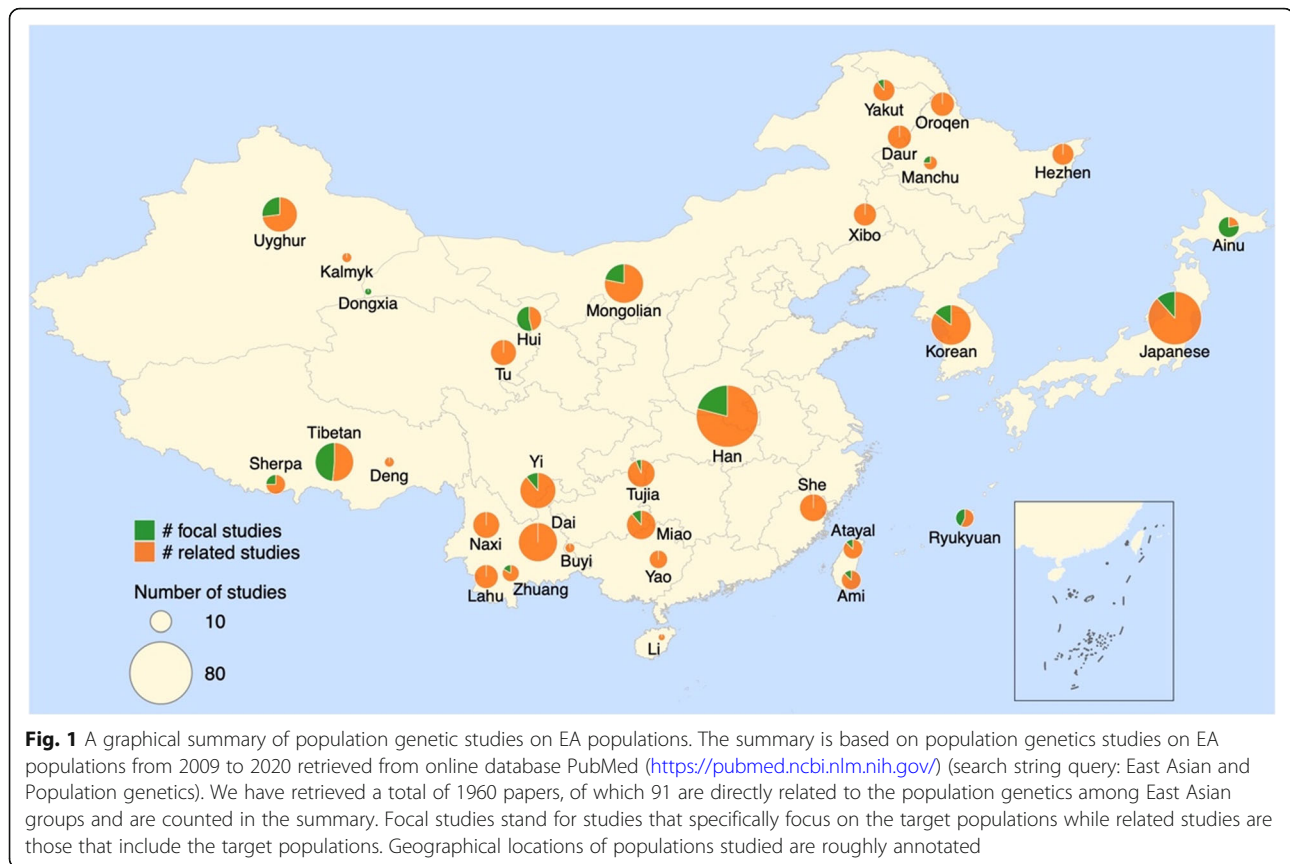 Yakut
Oroqen
Daur
Manchu
Hezhen
Uyghur
Xibo
Ainu
Kalmyk
Dongxia
Mongolian
Hui
Korean
Japanese
Tu
Tibetan
Han
Sherpa
Deng
Yi
Tujia
She
# focal studies
# related studies
Naxi
Dai
Miao
Atayal
Ryukyuan
Buyi
Yao
Number of studies
Lahu
Zhuang
Ami
10
Li
80
Fig. 1 A graphical summary of population genetic studies on EA populations. The summary is based on population genetics studies on EA
populations from 2009 to 2020 retrieved from online database PubMed (https://pubmed.ncbi.nlm.nih.gov/) (search string query: East Asian and
Population genetics). We have retrieved a total of 1960 papers, of which 91 are directly related to the population genetics among East Asian
groups and are counted in the summary. Focal studies stand for studies that specifically focus on the target populations while related studies are
those that include the target populations. Geographical locations of populations studied are roughly annotated